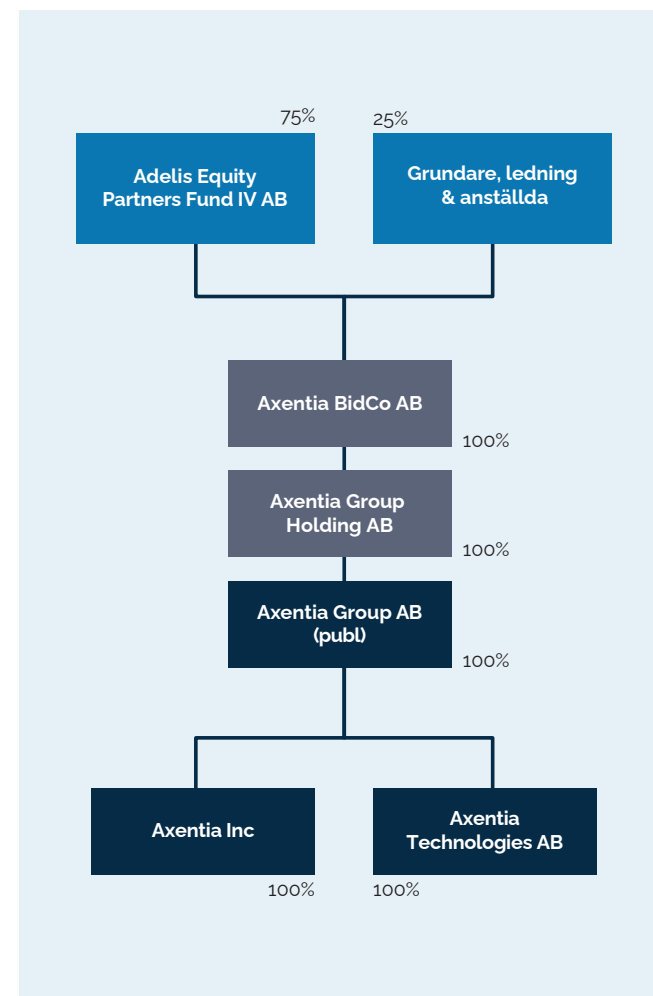 75%
25%
Adelis Equity
Partners Fund IV AB
Grundare, ledning
& anställda
Axentia BidCo AB
100%
Axentia Group
Holding AB
100%
Axentia Group AB
(publ)
100%
Axentia Inc
100%
Axentia
Technologies AB
100%